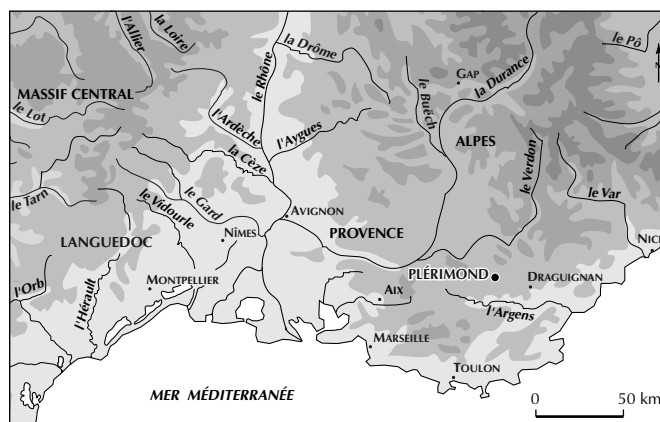 l'Allier
la Loire
le Rhône
la Drôme
le Buëch
GAP
la Durance
le Pô
MASSIF CENTRAL
le Lot
l'Ardèche
l'Aygues
ALPES
la Cèze
le Verdon
le Tarn
le Vidourle
le Gard
AVIGNON
le Var
LANGUEDOC
NÎMES
PROVENCE
NICE
PLÉRIMOND
DRAGUIGNAN
l'Orb
l'Hérault
MONTPELLIER
AIX
l'Argens
MARSEILLE
TOULON
MER MÉDITERRANÉE
0 50 km